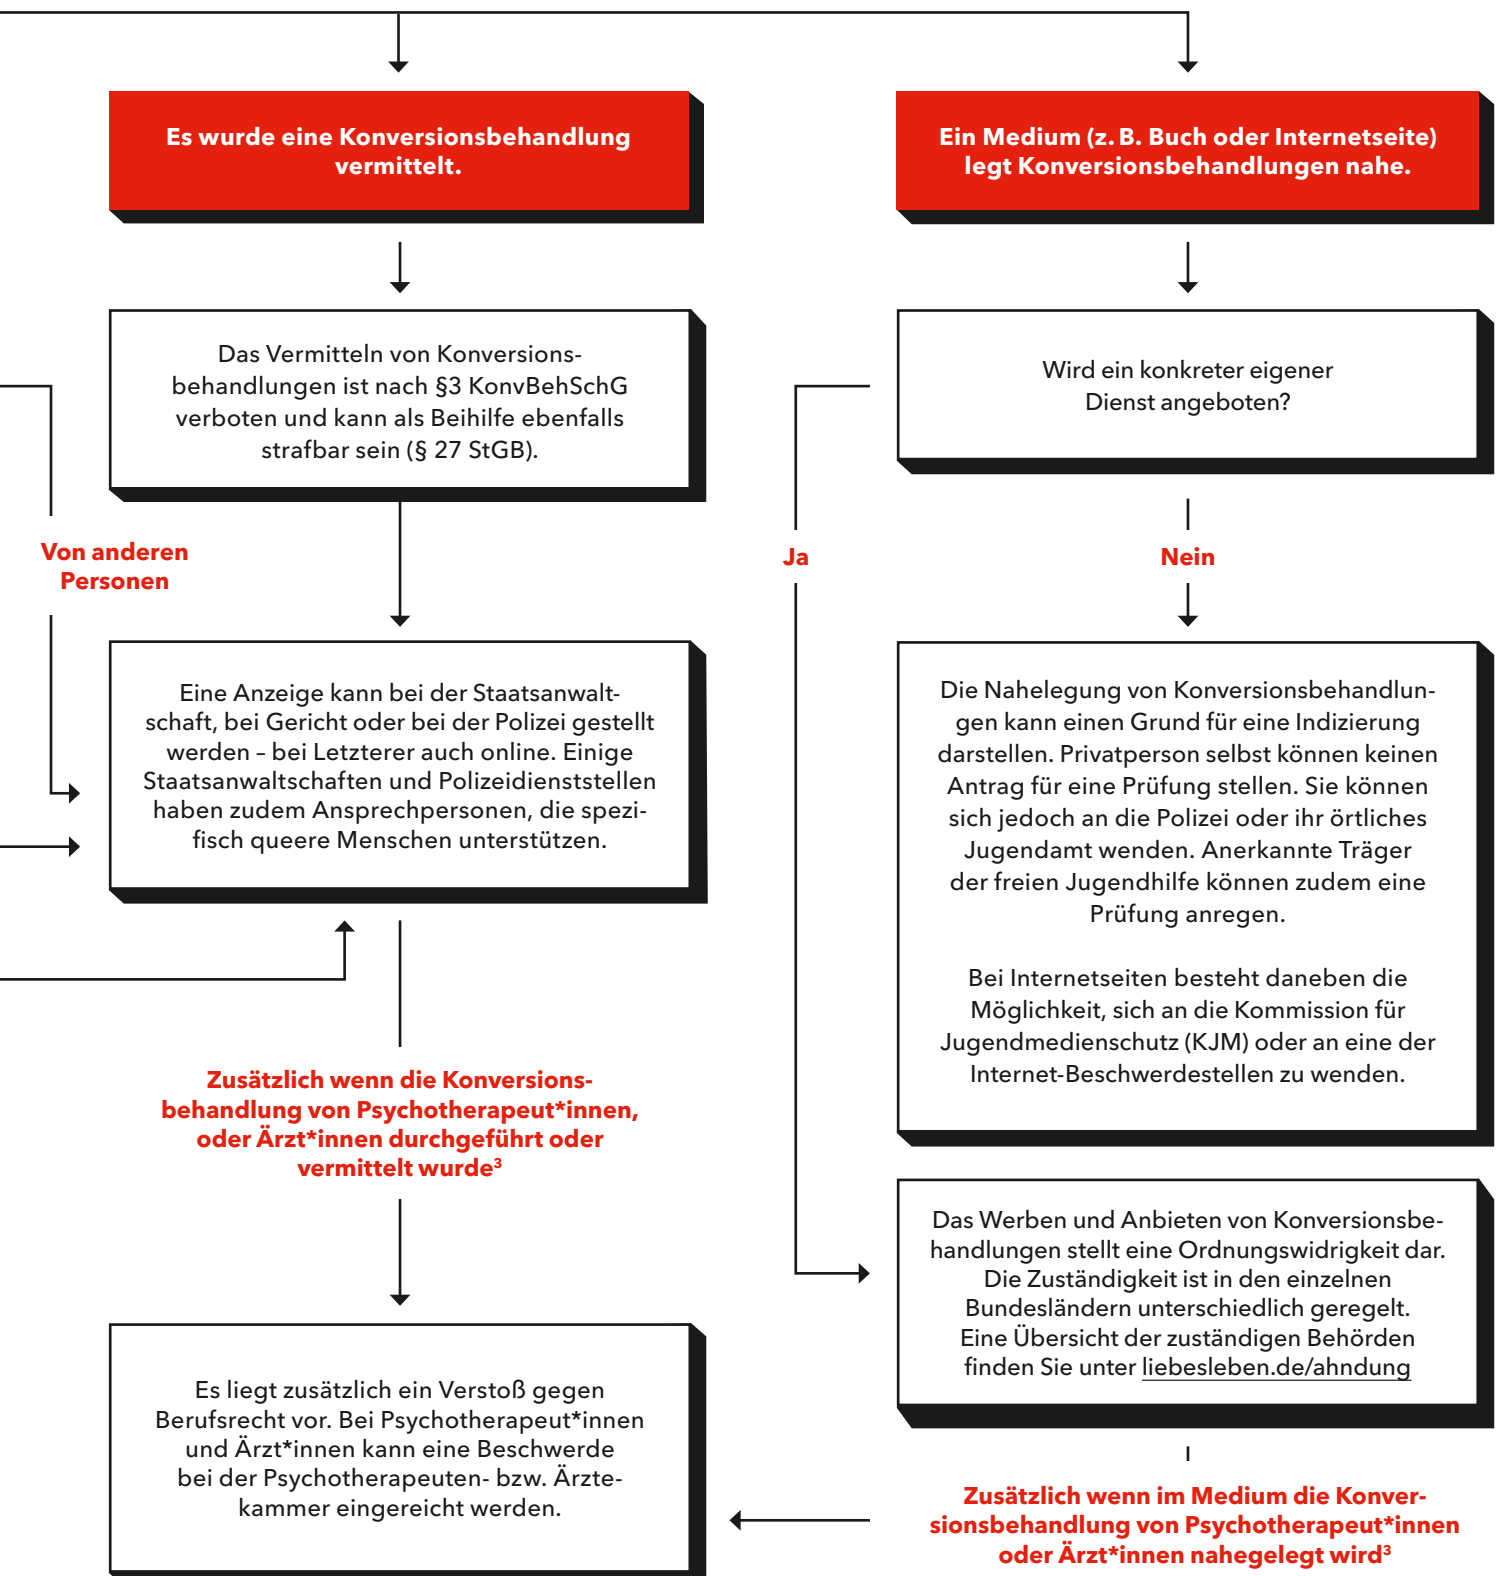 Es wurde eine Konversionsbehandlung
vermittelt.
Das Vermitteln von Konversions-
behandlungen ist nach §3 KonvBehSchG
verboten und kann als Beihilfe ebenfalls
strafbar sein (§ 27 StGB).
Von anderen
Personen
Eine Anzeige kann bei der Staatsanwalt-
schaft, bei Gericht oder bei der Polizei gestellt
werden – bei Letzterer auch online. Einige
Staatsanwaltschaften und Polizeidienststellen
haben zudem Ansprechpersonen, die spezi-
fisch queere Menschen unterstützen.
Zusätzlich wenn die Konversions-
behandlung von Psychotherapeut*innen,
oder Ärzt*innen durchgeführt oder
vermittelt wurde³
Es liegt zusätzlich ein Verstoß gegen
Berufsrecht vor. Bei Psychotherapeut*innen
und Ärzt*innen kann eine Beschwerde
bei der Psychotherapeuten- bzw. Ärzte-
kammer eingereicht werden.
Ein Medium (z. B. Buch oder Internetseite)
legt Konversionsbehandlungen nahe.
Wird ein konkreter eigener
Dienst angeboten?
Ja
Nein
Die Nahelegung von Konversionsbehandlun-
gen kann einen Grund für eine Indizierung
darstellen. Privatperson selbst können keinen
Antrag für eine Prüfung stellen. Sie können
sich jedoch an die Polizei oder ihr örtliches
Jugendamt wenden. Anerkannte Träger
der freien Jugendhilfe können zudem eine
Prüfung anregen.
Bei Internetseiten besteht daneben die
Möglichkeit, sich an die Kommission für
Jugendmedienschutz (KJM) oder an eine der
Internet-Beschwerdestellen zu wenden.
Das Werben und Anbieten von Konversionsbe-
handlungen stellt eine Ordnungswidrigkeit dar.
Die Zuständigkeit ist in den einzelnen
Bundesländern unterschiedlich geregelt.
Eine Übersicht der zuständigen Behörden
finden Sie unter liebesleben.de/ahndung
Zusätzlich wenn im Medium die Konver-
sionsbehandlung von Psychotherapeut*innen
oder Ärzt*innen nahegelegt wird³